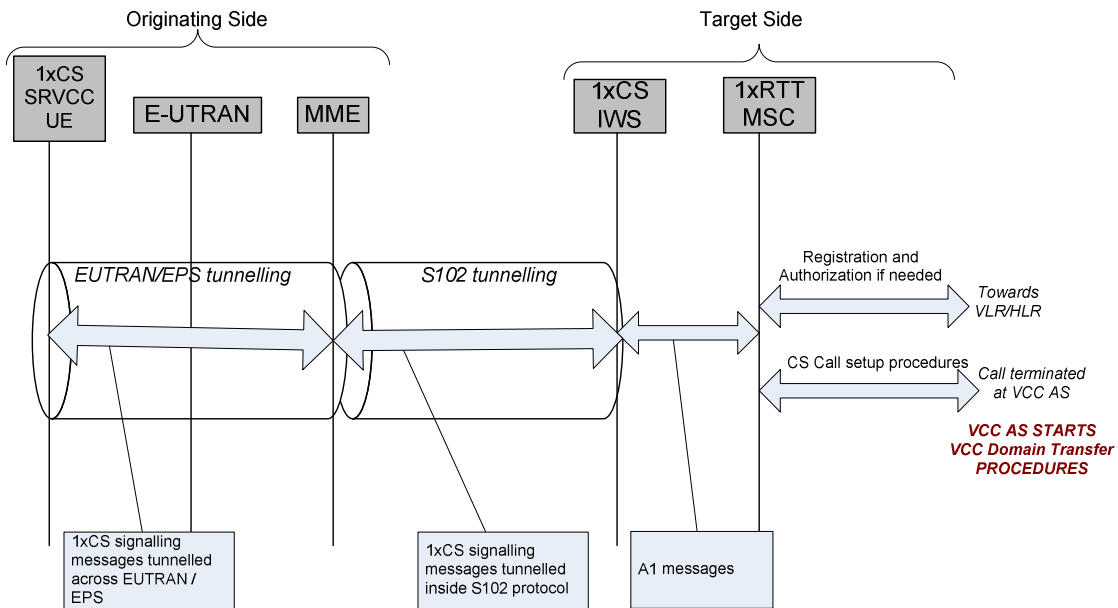 Originating Side
Target Side
1xCS
SRVCC
UE
E-UTRAN
MME
1xCS
IWS
1xRTT
MSC
EUTRAN/EPS tunnelling
S102 tunnelling
Registration and
Authorization if needed
Towards
VLR/HLR
CS Call setup procedures
Call terminated
at VCC AS
VCC AS STARTS
VCC Domain Transfer
PROCEDURES
1xCS signalling
messages tunnelled
across EUTRAN /
EPS
1xCS signalling
messages tunnelled
inside S102 protocol
A1 messages